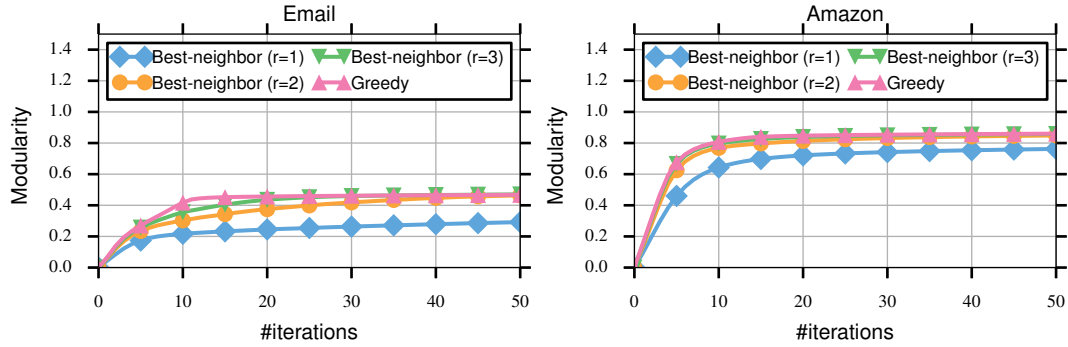 Email
Modularity
1.4
1.2
1.0
0.8
0.6
0.4
0.2
0.0
Best-neighbor (r=1)
Best-neighbor (r=3)
Best-neighbor (r=2)
Greedy
0 10 20 30 40 50
#iterations
Amazon
Modularity
1.4
1.2
1.0
0.8
0.6
0.4
0.2
0.0
Best-neighbor (r=1)
Best-neighbor (r=3)
Best-neighbor (r=2)
Greedy
0 10 20 30 40 50
#iterations